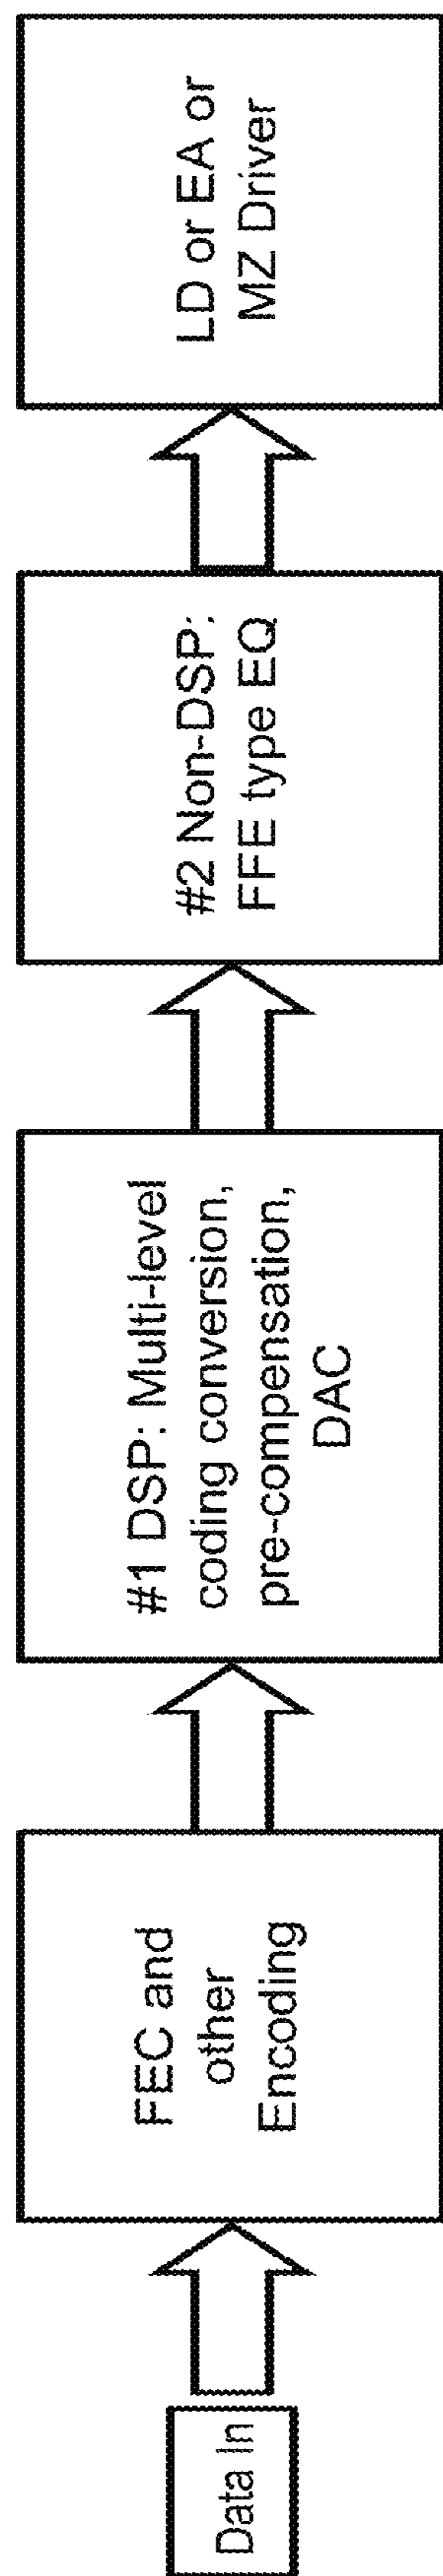 Data In
FEC and
other
Encoding
#1 DSP: Multi-level
coding conversion,
pre-compensation,
DAC
#2 Non-DSP:
FFE type EQ
LD or EA or
MZ Driver